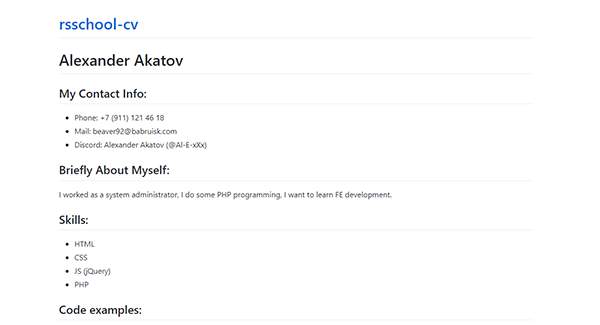 rsschool-cv
Alexander Akatov
My Contact Info:
Phone: +7 (911) 121 46 18
Mail: beaver92@babruisk.com
Discord: Alexander Akatov (@Al-E-xXx)
Briefly About Myself:
I worked as a system administrator, I do some PHP programming, I want to learn FE development.
Skills:
HTML
CSS
JS (jQuery)
PHP
Code examples: